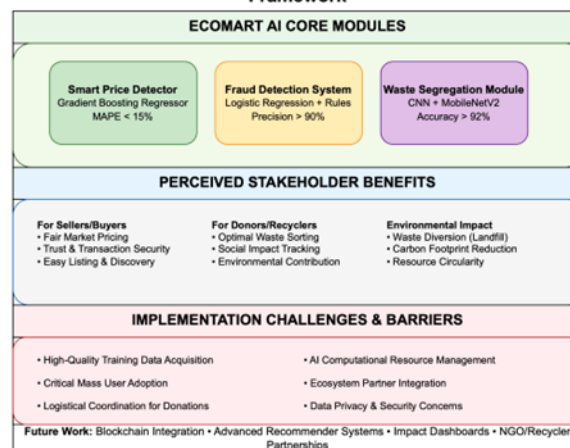 Framework
ECOMART AI CORE MODULES
Smart Price Detector
Gradient Boosting Regressor
MAPE < 15%
Fraud Detection System
Logistic Regression + Rules
Precision > 90%
Waste Segregation Module
CNN + MobileNetV2
Accuracy > 92%
PERCEIVED STAKEHOLDER BENEFITS
For Sellers/Buyers
• Fair Market Pricing
• Trust & Transaction Security
• Easy Listing & Discovery
For Donors/Recyclers
• Optimal Waste Sorting
• Social Impact Tracking
• Environmental Contribution
Environmental Impact
• Waste Diversion (Landfill)
• Carbon Footprint Reduction
• Resource Circularity
IMPLEMENTATION CHALLENGES & BARRIERS
• High-Quality Training Data Acquisition
• Critical Mass User Adoption
• Logistical Coordination for Donations
• AI Computational Resource Management
• Ecosystem Partner Integration
• Data Privacy & Security Concerns
Future Work: Blockchain Integration • Advanced Recommender Systems • Impact Dashboards • NGO/Recycler
Partnerships